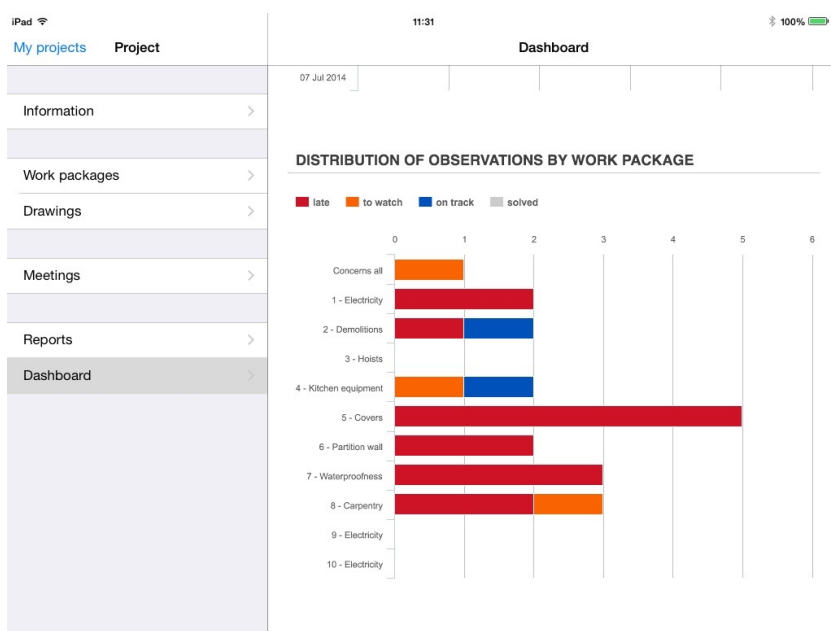 iPad 11:31 100%
My projects Project Dashboard
07 Jul 2014
Information
Work packages
Drawings
Meetings
Reports
Dashboard
DISTRIBUTION OF OBSERVATIONS BY WORK PACKAGE
late to watch on track solved
0 1 2 3 4 5 6
Concerns all
1 - Electricity
2 - Demolitions
3 - Hoists
4 - Kitchen equipment
5 - Covers
6 - Partition wall
7 - Waterproofness
8 - Carpentry
9 - Electricity
10 - Electricity